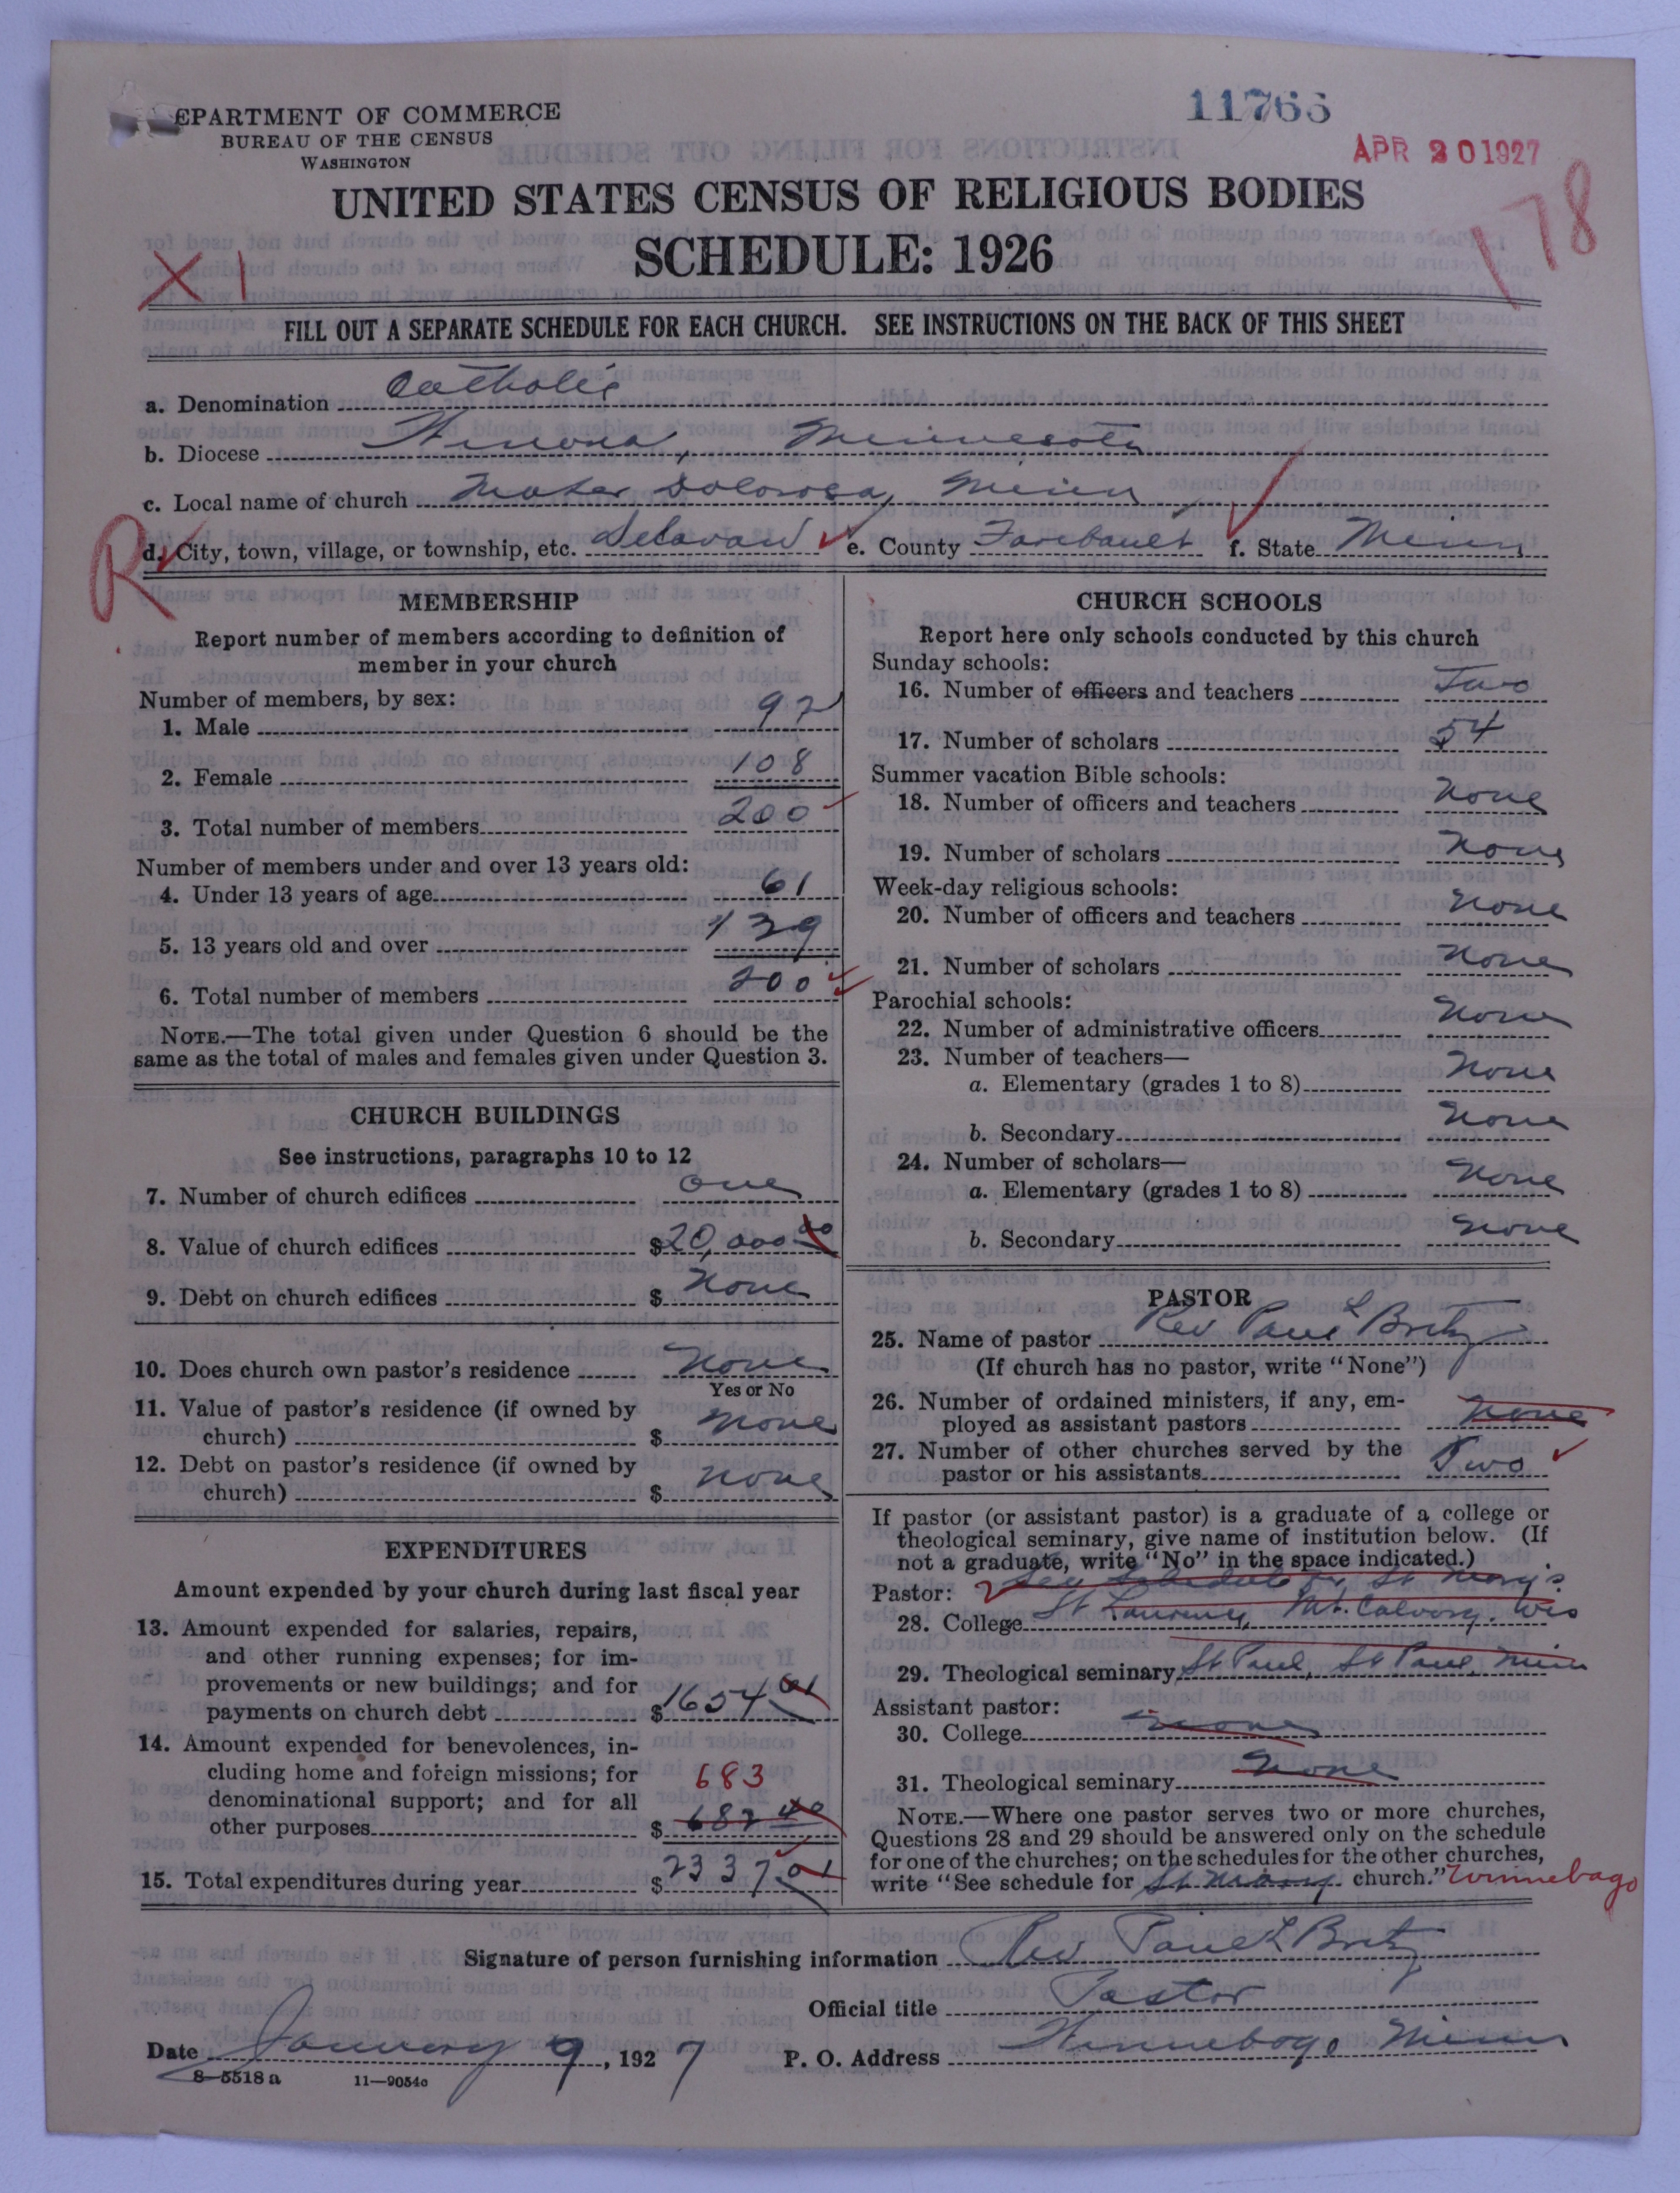 DEPARTMENT OF COMMERCE
BUREAU OF THE CENSUS
WASHINGTON
11766
APR 20 1927
178
UNITED STATES CENSUS OF RELIGIOUS BODIES
SCHEDULE: 1926
X1
FILL OUT A SEPARATE SCHEDULE FOR EACH CHURCH. SEE INSTRUCTIONS ON THE BACK OF THIS SHEET
a. Denomination Catholic
b. Diocese Winona, Minnesota
c. Local name of church Mater Dolorosa, Minn
R
d. City, town, village, or township, etc. Delavan e. County Faribault f. State Minn
MEMBERSHIP
Report number of members according to definition of
member in your church
Number of members, by sex:
1. Male 92
2. Female 108
3. Total number of members 200
Number of members under and over 13 years old:
4. Under 13 years of age 61
5. 13 years old and over 139
6. Total number of members 200
NOTE.—The total given under Question 6 should be the
same as the total of males and females given under Question 3.
CHURCH BUILDINGS
See instructions, paragraphs 10 to 12
7. Number of church edifices one
8. Value of church edifices $20,000 00
9. Debt on church edifices $ None
10. Does church own pastor's residence None
Yes or No
11. Value of pastor's residence (if owned by
church) $ None
12. Debt on pastor's residence (if owned by
church) $ None
EXPENDITURES
Amount expended by your church during last fiscal year
13. Amount expended for salaries, repairs,
and other running expenses; for im-
provements or new buildings; and for
payments on church debt $1654 61
14. Amount expended for benevolences, in-
cluding home and foreign missions; for
denominational support; and for all
683
other purposes $ 682 40
15. Total expenditures during year $2337 01
CHURCH SCHOOLS
Report here only schools conducted by this church
Sunday schools:
16. Number of officers and teachers Two
17. Number of scholars 54
Summer vacation Bible schools:
18. Number of officers and teachers None
19. Number of scholars None
Week-day religious schools:
20. Number of officers and teachers None
21. Number of scholars None
Parochial schools:
22. Number of administrative officers None
23. Number of teachers—
a. Elementary (grades 1 to 8) None
b. Secondary None
24. Number of scholars—
a. Elementary (grades 1 to 8) None
b. Secondary None
PASTOR
25. Name of pastor Rev Paul L Britz
(If church has no pastor, write "None")
26. Number of ordained ministers, if any, em-
ployed as assistant pastors None
27. Number of other churches served by the
pastor or his assistants Two
If pastor (or assistant pastor) is a graduate of a college or
theological seminary, give name of institution below. (If
not a graduate, write "No" in the space indicated.)
Pastor: See Schedule for St Mary's
28. College St Laurence, Mt. Calvary. Wis
29. Theological seminary St Paul, St Paul, Minn
Assistant pastor:
30. College None
31. Theological seminary None
NOTE.—Where one pastor serves two or more churches,
Questions 28 and 29 should be answered only on the schedule
for one of the churches; on the schedules for the other churches,
write "See schedule for St Mary church." Winnebago
Signature of person furnishing information Rev Paul L Britz
Official title Pastor
Date January 9, 1927 P. O. Address Winnebago Minn
8—5518 a 11—9054c